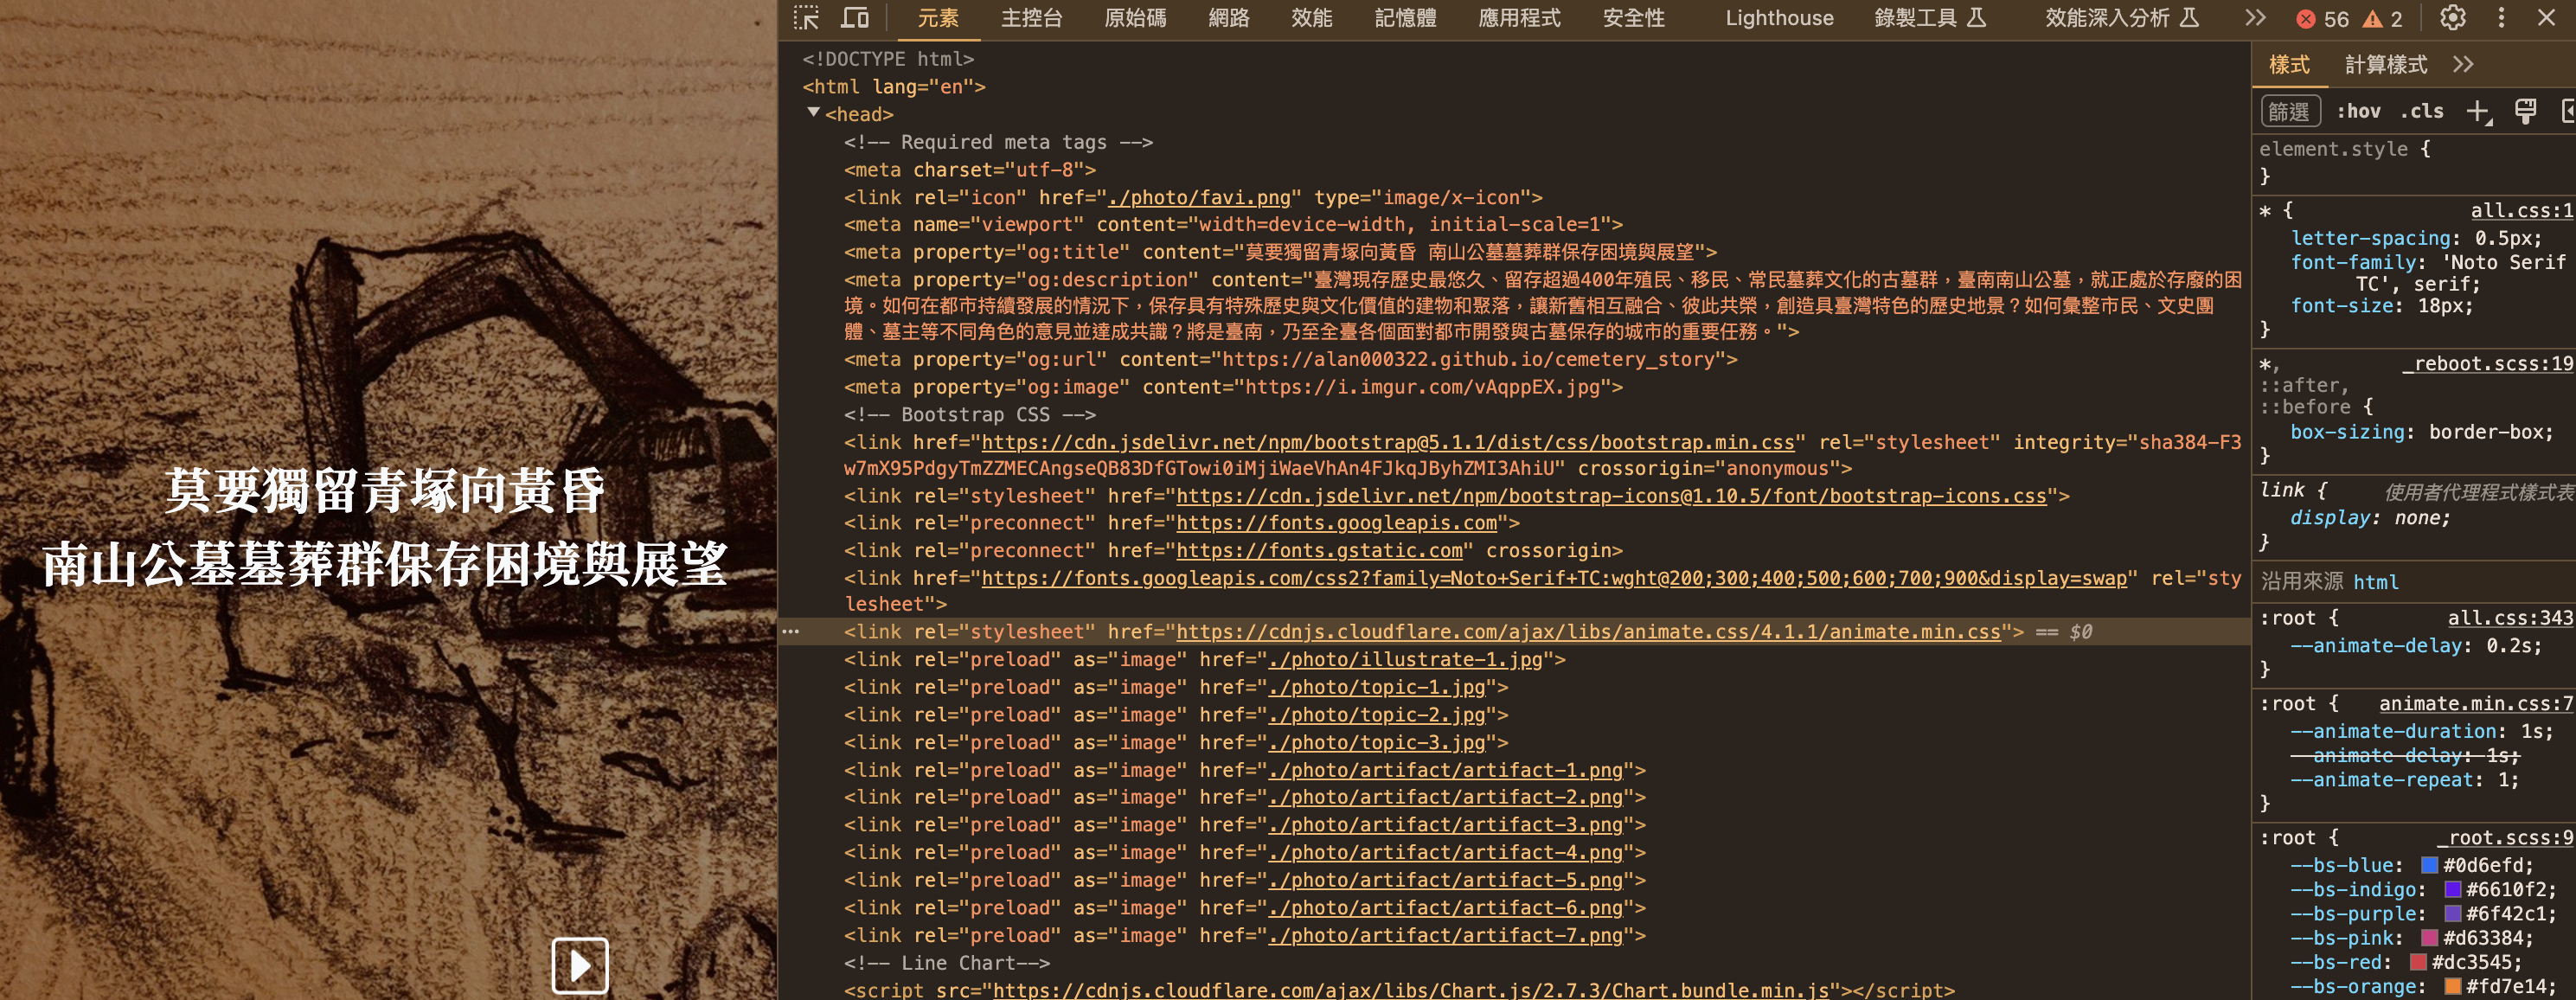 莫要獨留青塚向黃昏
南山公墓墓葬群保存困境與展望
元素 主控台 原始碼 網路 效能 記憶體 應用程式 安全性 Lighthouse 錄製工具 效能深入分析 56 2
<!DOCTYPE html>
<html lang="en">
<head>
<!-- Required meta tags -->
<meta charset="utf-8">
<link rel="icon" href="./photo/favi.png" type="image/x-icon">
<meta name="viewport" content="width=device-width, initial-scale=1">
<meta property="og:title" content="莫要獨留青塚向黃昏 南山公墓墓葬群保存困境與展望">
<meta property="og:description" content="臺灣現存歷史最悠久、留存超過400年殖民、移民、常民墓葬文化的古墓群，臺南南山公墓，就正處於存廢的困
境。如何在都市持續發展的情況下，保存具有特殊歷史與文化價值的建物和聚落，讓新舊相互融合、彼此共榮，創造具臺灣特色的歷史地景？如何彙整市民、文史團
體、墓主等不同角色的意見並達成共識？將是臺南，乃至全臺各個面對都市開發與古墓保存的城市的重要任務。">
<meta property="og:url" content="https://alan000322.github.io/cemetery_story">
<meta property="og:image" content="https://i.imgur.com/vAqppEX.jpg">
<!-- Bootstrap CSS -->
<link href="https://cdn.jsdelivr.net/npm/bootstrap@5.1.1/dist/css/bootstrap.min.css" rel="stylesheet" integrity="sha384-F3
w7mX95PdgyTmZZMECAngseQB83DfGTowi0iMjiWaeVhAn4FJkqJByhZMI3AhiU" crossorigin="anonymous">
<link rel="stylesheet" href="https://cdn.jsdelivr.net/npm/bootstrap-icons@1.10.5/font/bootstrap-icons.css">
<link rel="preconnect" href="https://fonts.googleapis.com">
<link rel="preconnect" href="https://fonts.gstatic.com" crossorigin>
<link href="https://fonts.googleapis.com/css2?family=Noto+Serif+TC:wght@200;300;400;500;600;700;900&display=swap" rel="sty
lesheet">
<link rel="stylesheet" href="https://cdnjs.cloudflare.com/ajax/libs/animate.css/4.1.1/animate.min.css"> == $0
<link rel="preload" as="image" href="./photo/illustrate-1.jpg">
<link rel="preload" as="image" href="./photo/topic-1.jpg">
<link rel="preload" as="image" href="./photo/topic-2.jpg">
<link rel="preload" as="image" href="./photo/topic-3.jpg">
<link rel="preload" as="image" href="./photo/artifact/artifact-1.png">
<link rel="preload" as="image" href="./photo/artifact/artifact-2.png">
<link rel="preload" as="image" href="./photo/artifact/artifact-3.png">
<link rel="preload" as="image" href="./photo/artifact/artifact-4.png">
<link rel="preload" as="image" href="./photo/artifact/artifact-5.png">
<link rel="preload" as="image" href="./photo/artifact/artifact-6.png">
<link rel="preload" as="image" href="./photo/artifact/artifact-7.png">
<!-- Line Chart-->
<script src="https://cdnjs.cloudflare.com/ajax/libs/Chart.js/2.7.3/Chart.bundle.min.js"></script>
樣式 計算樣式
篩選 :hov .cls
element.style {
}
* { all.css:1
letter-spacing: 0.5px;
font-family: 'Noto Serif
TC', serif;
font-size: 18px;
}
*, _reboot.scss:19
::after,
::before {
box-sizing: border-box;
}
link { 使用者代理程式樣式表
display: none;
}
沿用來源 html
:root { all.css:343
--animate-delay: 0.2s;
}
:root { animate.min.css:7
--animate-duration: 1s;
--animate-delay: 1s;
--animate-repeat: 1;
}
:root { _root.scss:9
--bs-blue: #0d6efd;
--bs-indigo: #6610f2;
--bs-purple: #6f42c1;
--bs-pink: #d63384;
--bs-red: #dc3545;
--bs-orange: #fd7e14;